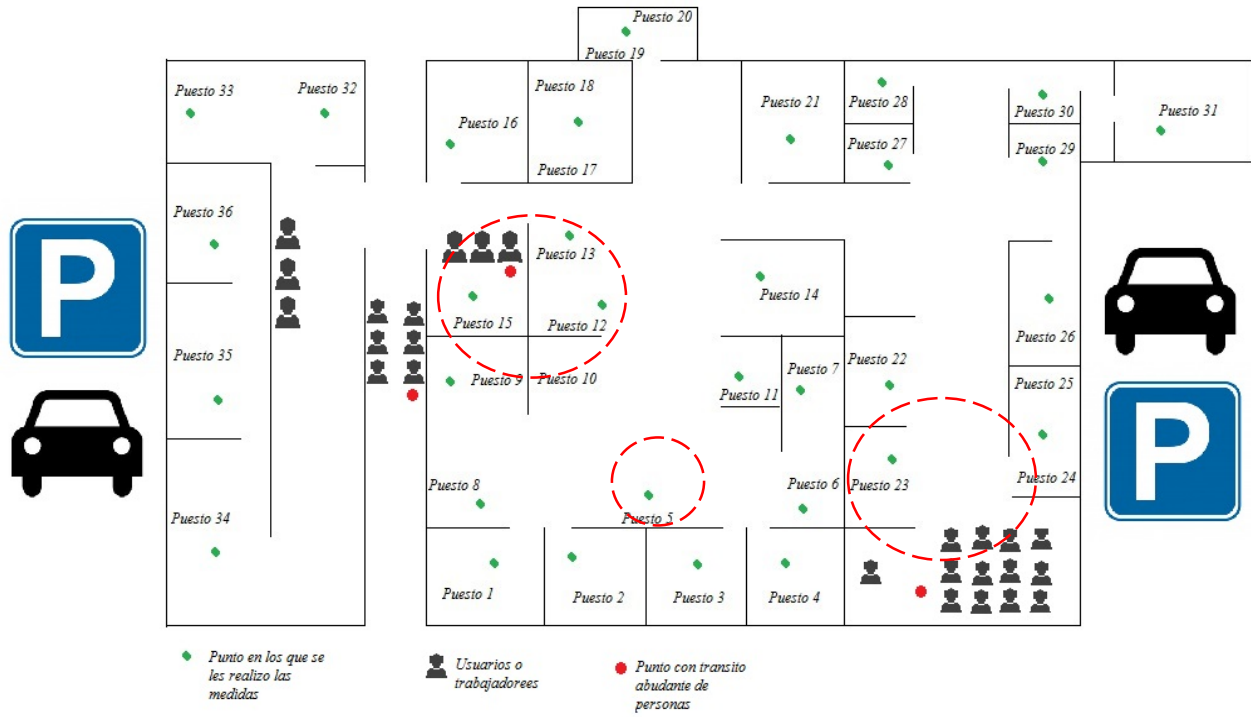 Puesto 20
Puesto 19
Puesto 33
Puesto 32
Puesto 18
Puesto 16
Puesto 17
Puesto 21
Puesto 28
Puesto 27
Puesto 30
Puesto 29
Puesto 31
Puesto 36
Puesto 13
Puesto 15
Puesto 12
Puesto 14
Puesto 26
P
P
Puesto 35
Puesto 9
Puesto 10
Puesto 11
Puesto 7
Puesto 22
Puesto 25
Puesto 8
Puesto 5
Puesto 6
Puesto 23
Puesto 24
Puesto 34
Puesto 1
Puesto 2
Puesto 3
Puesto 4
Punto en los que se
les realizo las
medidas
Usuarios o
trabajadorees
Punto con transito
abudante de
personas